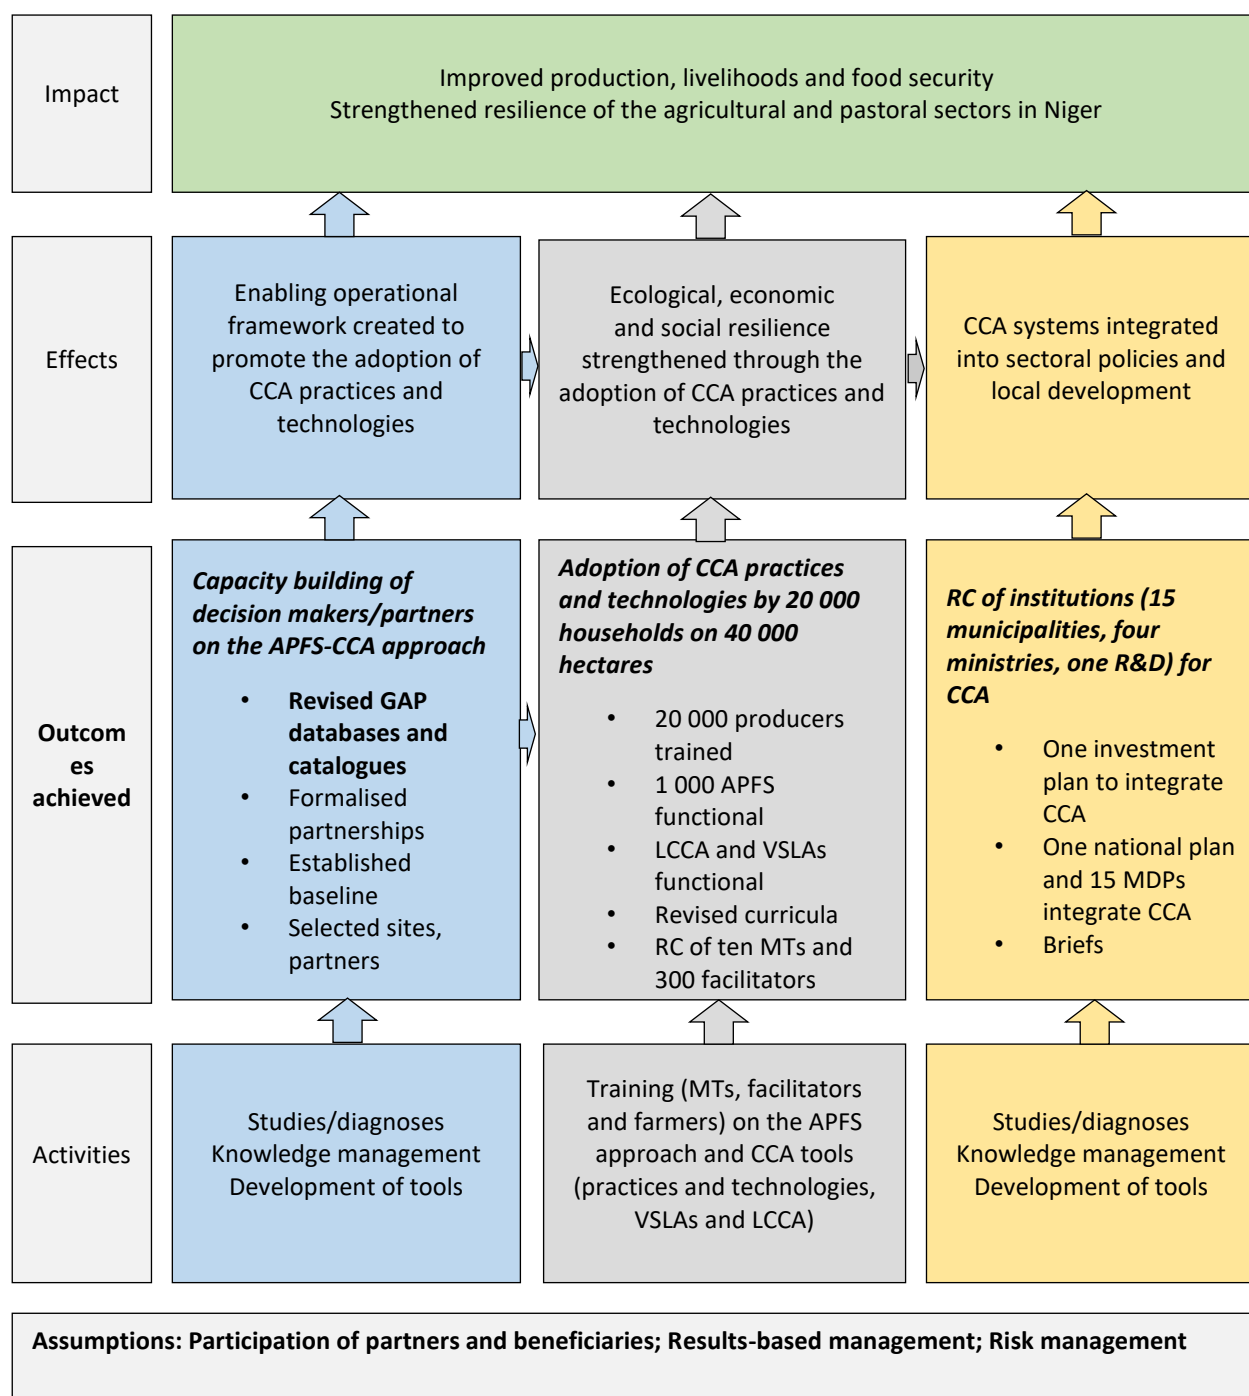 Impact
Improved production, livelihoods and food security
Strengthened resilience of the agricultural and pastoral sectors in Niger
Effects
Enabling operational
framework created to
promote the adoption of
CCA practices and
technologies
Ecological, economic
and social resilience
strengthened through the
adoption of CCA practices and
technologies
CCA systems integrated
into sectoral policies and
local development
Outcom
es
achieved
Capacity building of
decision makers/partners
on the APFS-CCA approach
• Revised GAP
databases and
catalogues
• Formalised
partnerships
• Established
baseline
• Selected sites,
partners
Adoption of CCA practices
and technologies by 20 000
households on 40 000
hectares
• 20 000 producers
trained
• 1 000 APFS
functional
• LCCA and VSLAs
functional
• Revised curricula
• RC of ten MTs and
300 facilitators
RC of institutions (15
municipalities, four
ministries, one R&D) for
CCA
• One investment
plan to integrate
CCA
• One national plan
and 15 MDPs
integrate CCA
• Briefs
Activities
Studies/diagnoses
Knowledge management
Development of tools
Training (MTs, facilitators
and farmers) on the APFS
approach and CCA tools
(practices and technologies,
VSLAs and LCCA)
Studies/diagnoses
Knowledge management
Development of tools
Assumptions: Participation of partners and beneficiaries; Results-based management; Risk management